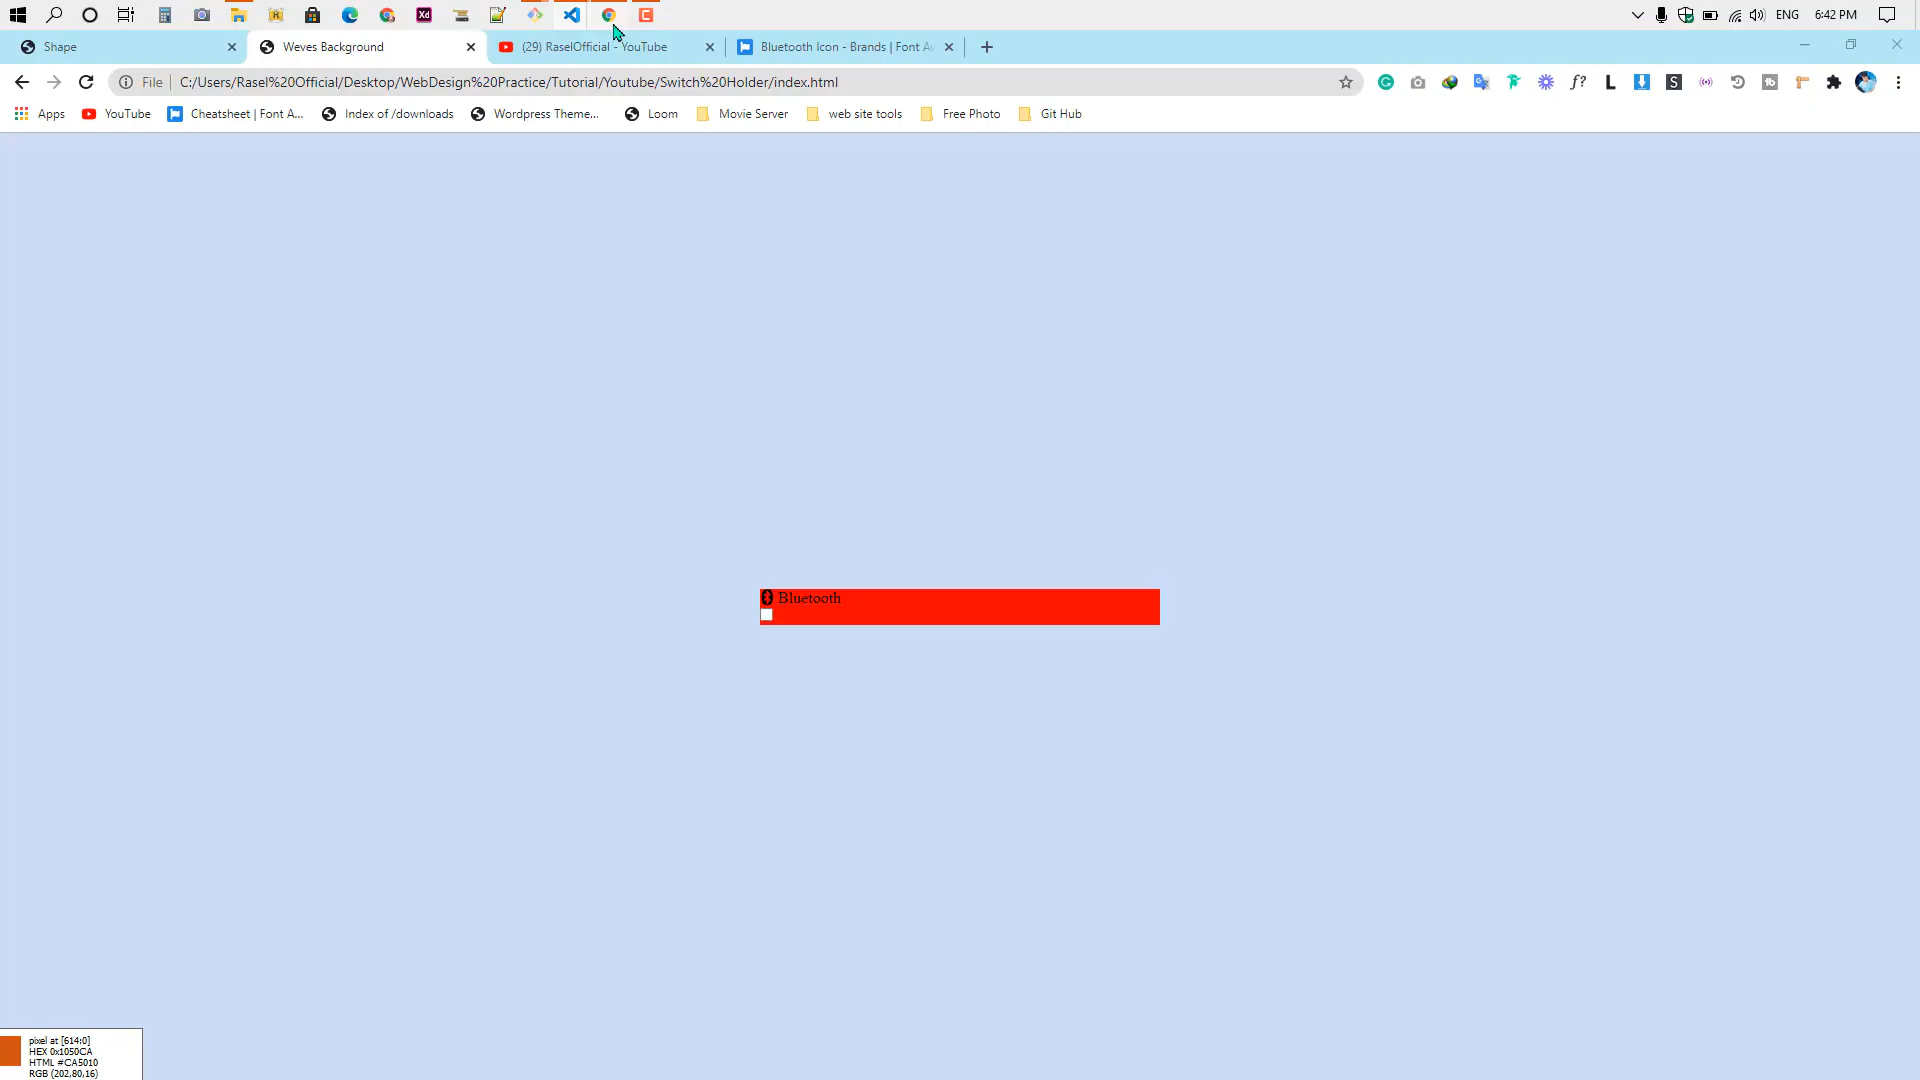 ENG 6:42 PM
Shape
Weves Background
(29) RaselOfficial - YouTube
Bluetooth Icon - Brands | Font A
File
C:/Users/Rasel%20Official/Desktop/WebDesign%20Practice/Tutorial/Youtube/Switch%20Holder/index.html
Apps
YouTube
Cheatsheet | Font A...
Index of /downloads
Wordpress Theme...
Loom
Movie Server
web site tools
Free Photo
Git Hub
Bluetooth
pixel at [614:0]
HEX 0x1050CA
HTML #CA5010
RGB (202,80,16)